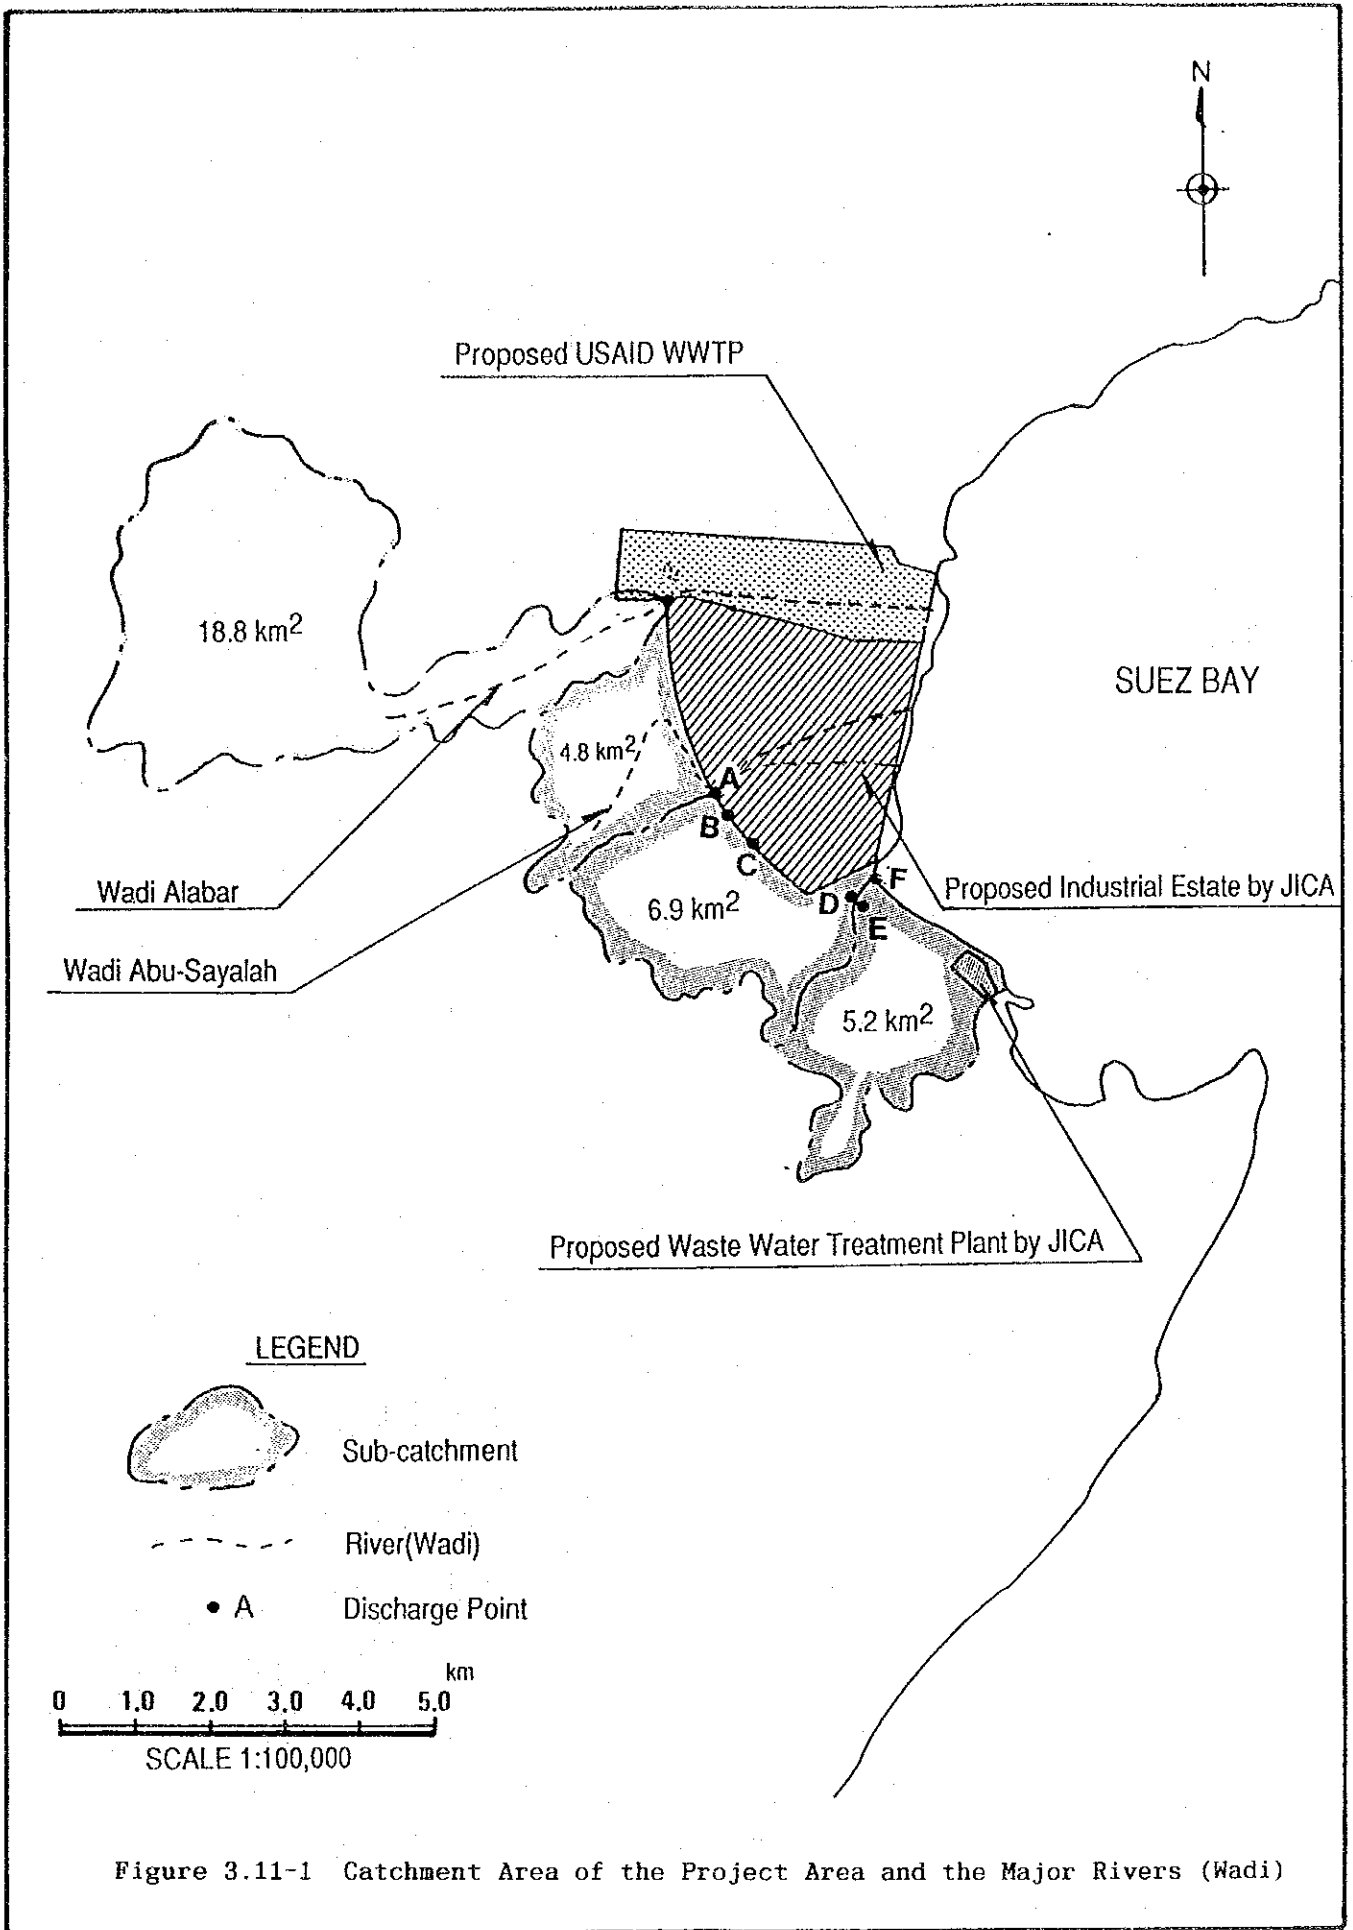 N
Proposed USAID WWTP
18.8 km2
SUEZ BAY
4.8 km2
A
B
C
Wadi Alabar
6.9 km2
D
F
Proposed Industrial Estate by JICA
E
Wadi Abu-Sayalah
5.2 km2
Proposed Waste Water Treatment Plant by JICA
LEGEND
Sub-catchment
River(Wadi)
A
Discharge Point
km
0 1.0 2.0 3.0 4.0 5.0
SCALE 1:100,000
Figure 3.11-1 Catchment Area of the Project Area and the Major Rivers (Wadi)